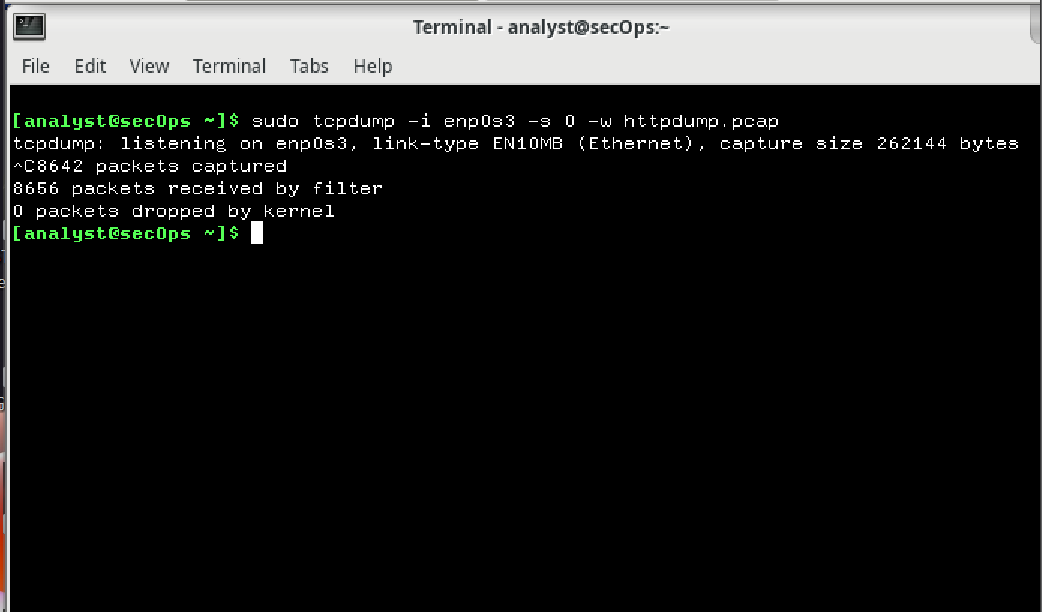 Terminal - analyst@secOps:~
File Edit View Terminal Tabs Help
[analyst@secOps ~]$ sudo tcpdump -i enp0s3 -s 0 -w httpdump.pcap
tcpdump: listening on enp0s3, link-type EN10MB (Ethernet), capture size 262144 bytes
^C8642 packets captured
8656 packets received by filter
0 packets dropped by kernel
[analyst@secOps ~]$